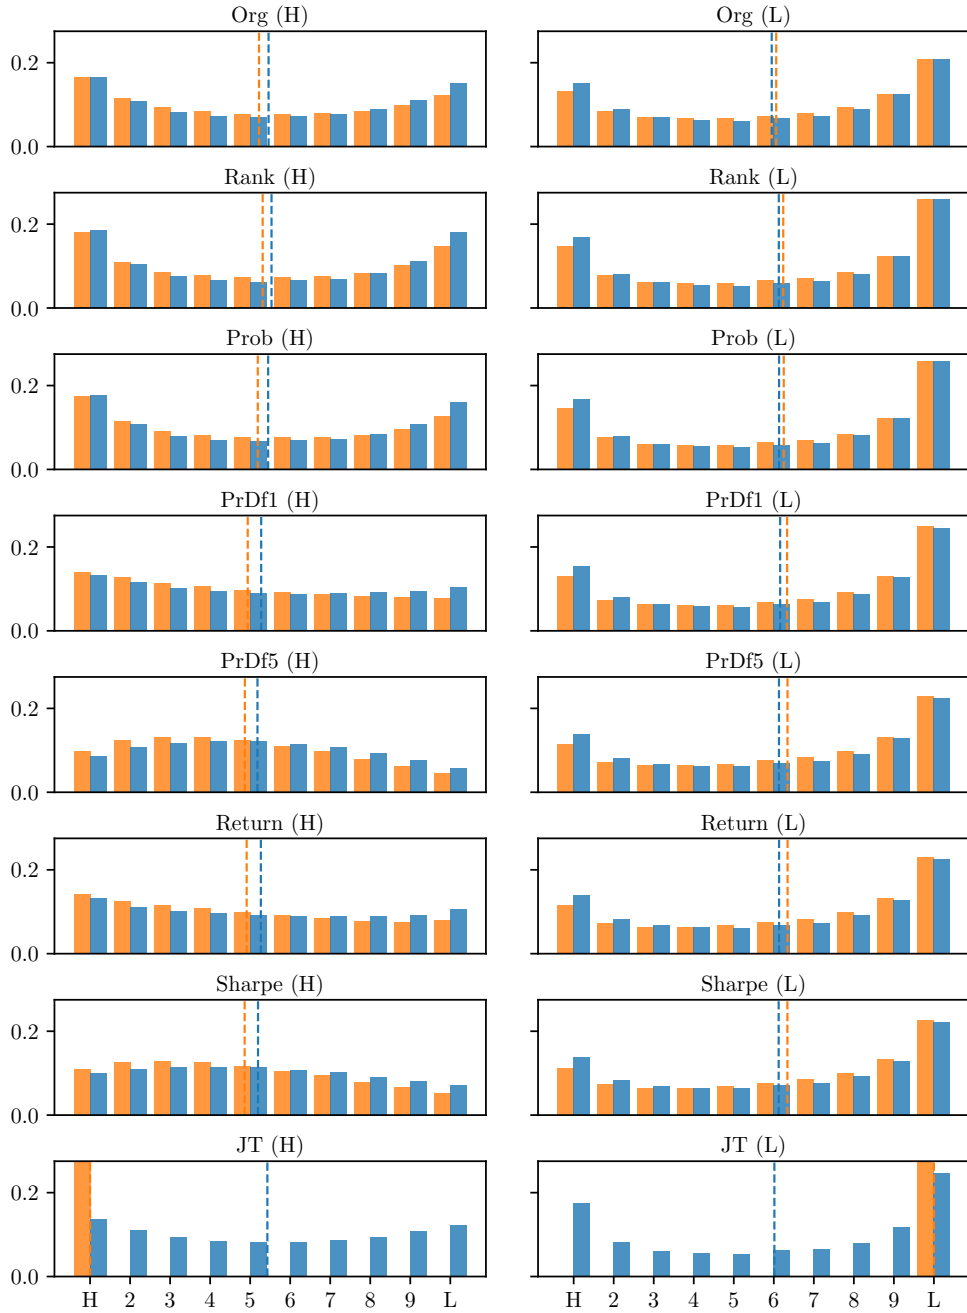 Org (H) Org (L)
0.2
0.0
Rank (H) Rank (L)
0.2
0.0
Prob (H) Prob (L)
0.2
0.0
PrDf1 (H) PrDf1 (L)
0.2
0.0
PrDf5 (H) PrDf5 (L)
0.2
0.0
Return (H) Return (L)
0.2
0.0
Sharpe (H) Sharpe (L)
0.2
0.0
JT (H) JT (L)
0.2
0.0
H 2 3 4 5 6 7 8 9 L H 2 3 4 5 6 7 8 9 L